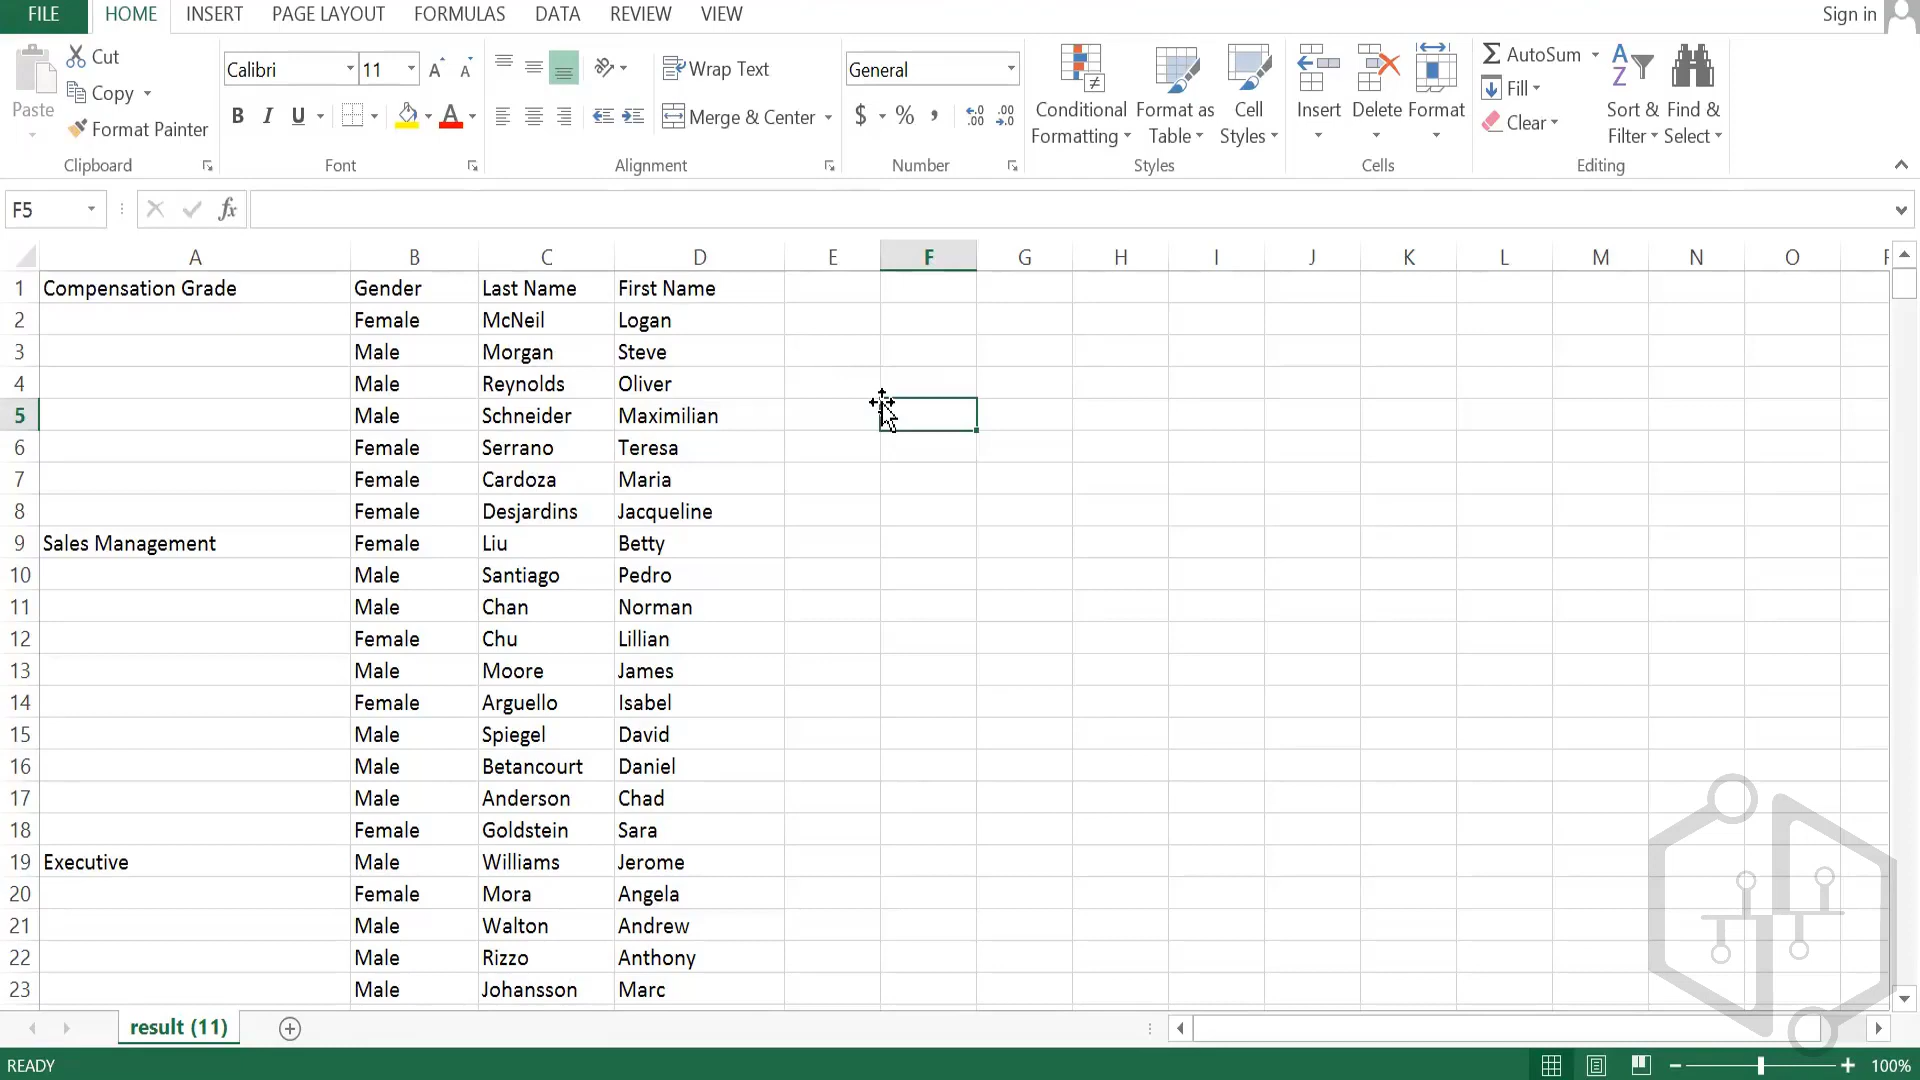 FILE HOME INSERT PAGE LAYOUT FORMULAS DATA REVIEW VIEW Sign in
Paste Cut Copy Format Painter
Clipboard
Calibri 11
B I U A
Font
Wrap Text
Merge & Center
Alignment
General
$ % ,
Number
Conditional Formatting Format as Table Cell Styles
Styles
Insert Delete Format
Cells
AutoSum
Fill
Clear
Sort & Filter Find & Select
Editing
F5 fx
A B C D E F G H I J K L M N O
1 Compensation Grade Gender Last Name First Name
2 Female McNeil Logan
3 Male Morgan Steve
4 Male Reynolds Oliver
5 Male Schneider Maximilian
6 Female Serrano Teresa
7 Female Cardoza Maria
8 Female Desjardins Jacqueline
9 Sales Management Female Liu Betty
10 Male Santiago Pedro
11 Male Chan Norman
12 Female Chu Lillian
13 Male Moore James
14 Female Arguello Isabel
15 Male Spiegel David
16 Male Betancourt Daniel
17 Male Anderson Chad
18 Female Goldstein Sara
19 Executive Male Williams Jerome
20 Female Mora Angela
21 Male Walton Andrew
22 Male Rizzo Anthony
23 Male Johansson Marc
result (11)
READY 100%